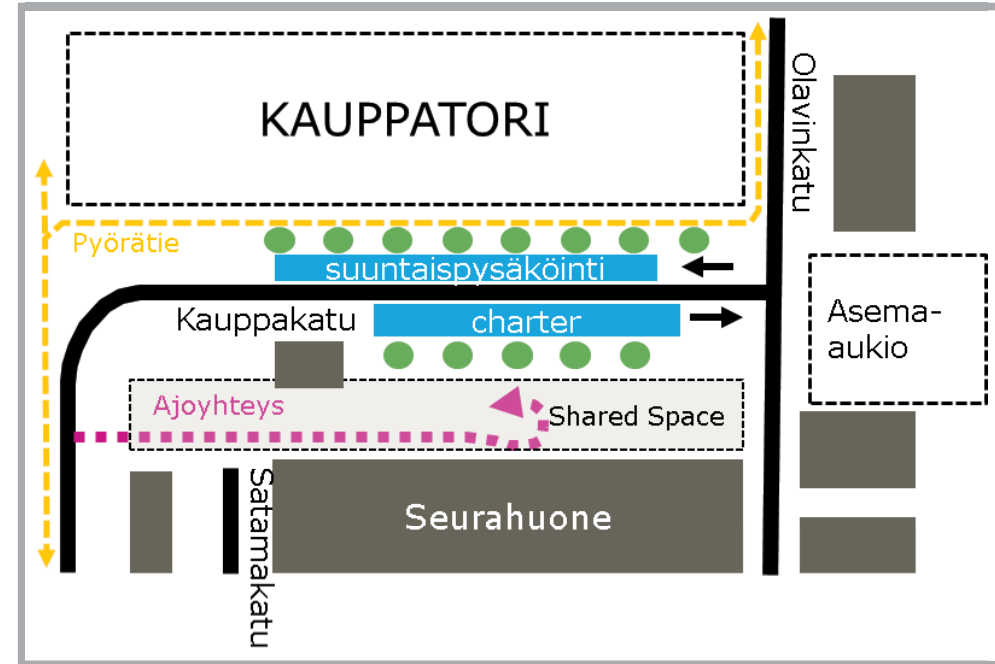 KAUPPATORI
Olavinkatu
Pyörätie
suuntaispysäköinti
Kauppakatu
charter
Asema-
aukio
Ajoyhteys
Shared Space
Satamakatu
Seurahuone